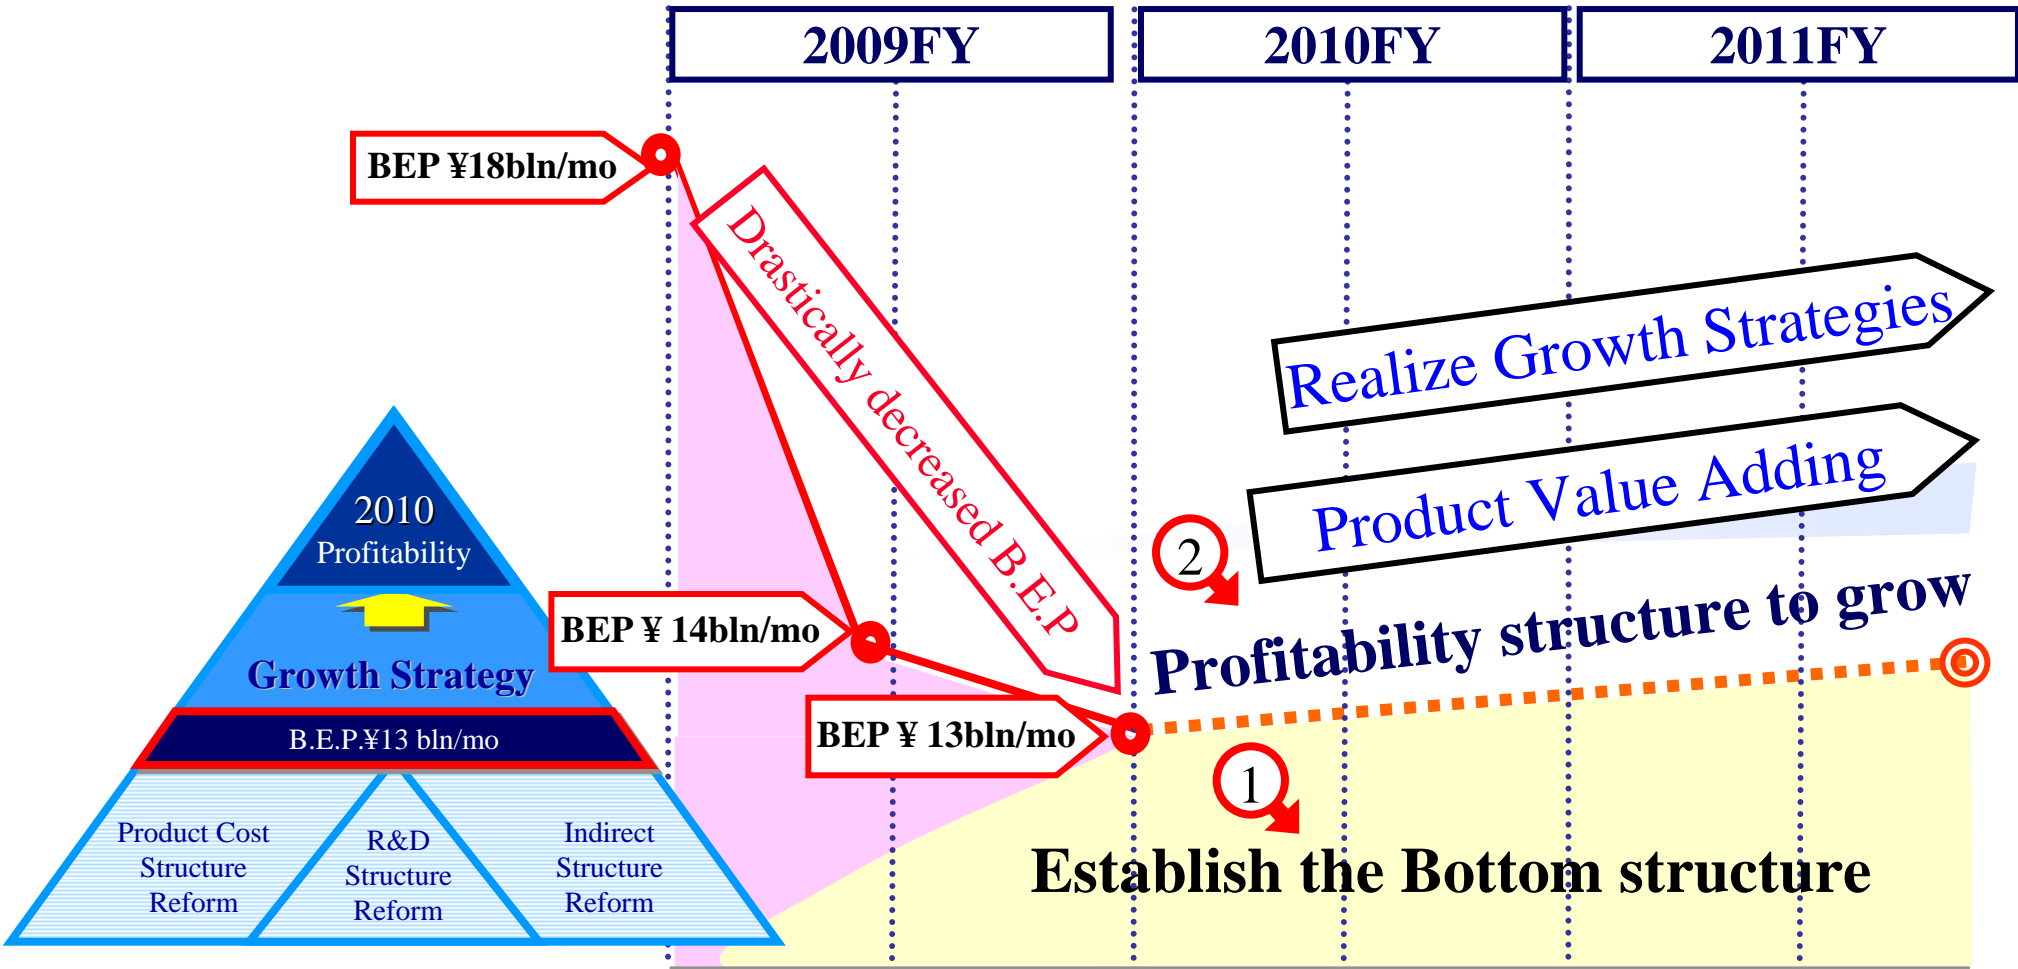 2009FY
2010FY
2011FY
BEP ¥18bln/mo
Drastically decreased B.E.P
Realize Growth Strategies
Product Value Adding
2
Profitability structure to grow
BEP ¥ 14bln/mo
BEP ¥ 13bln/mo
1
Establish the Bottom structure
2010
Profitability
Growth Strategy
B.E.P.¥13 bln/mo
Product Cost
Structure
Reform
R&D
Structure
Reform
Indirect
Structure
Reform